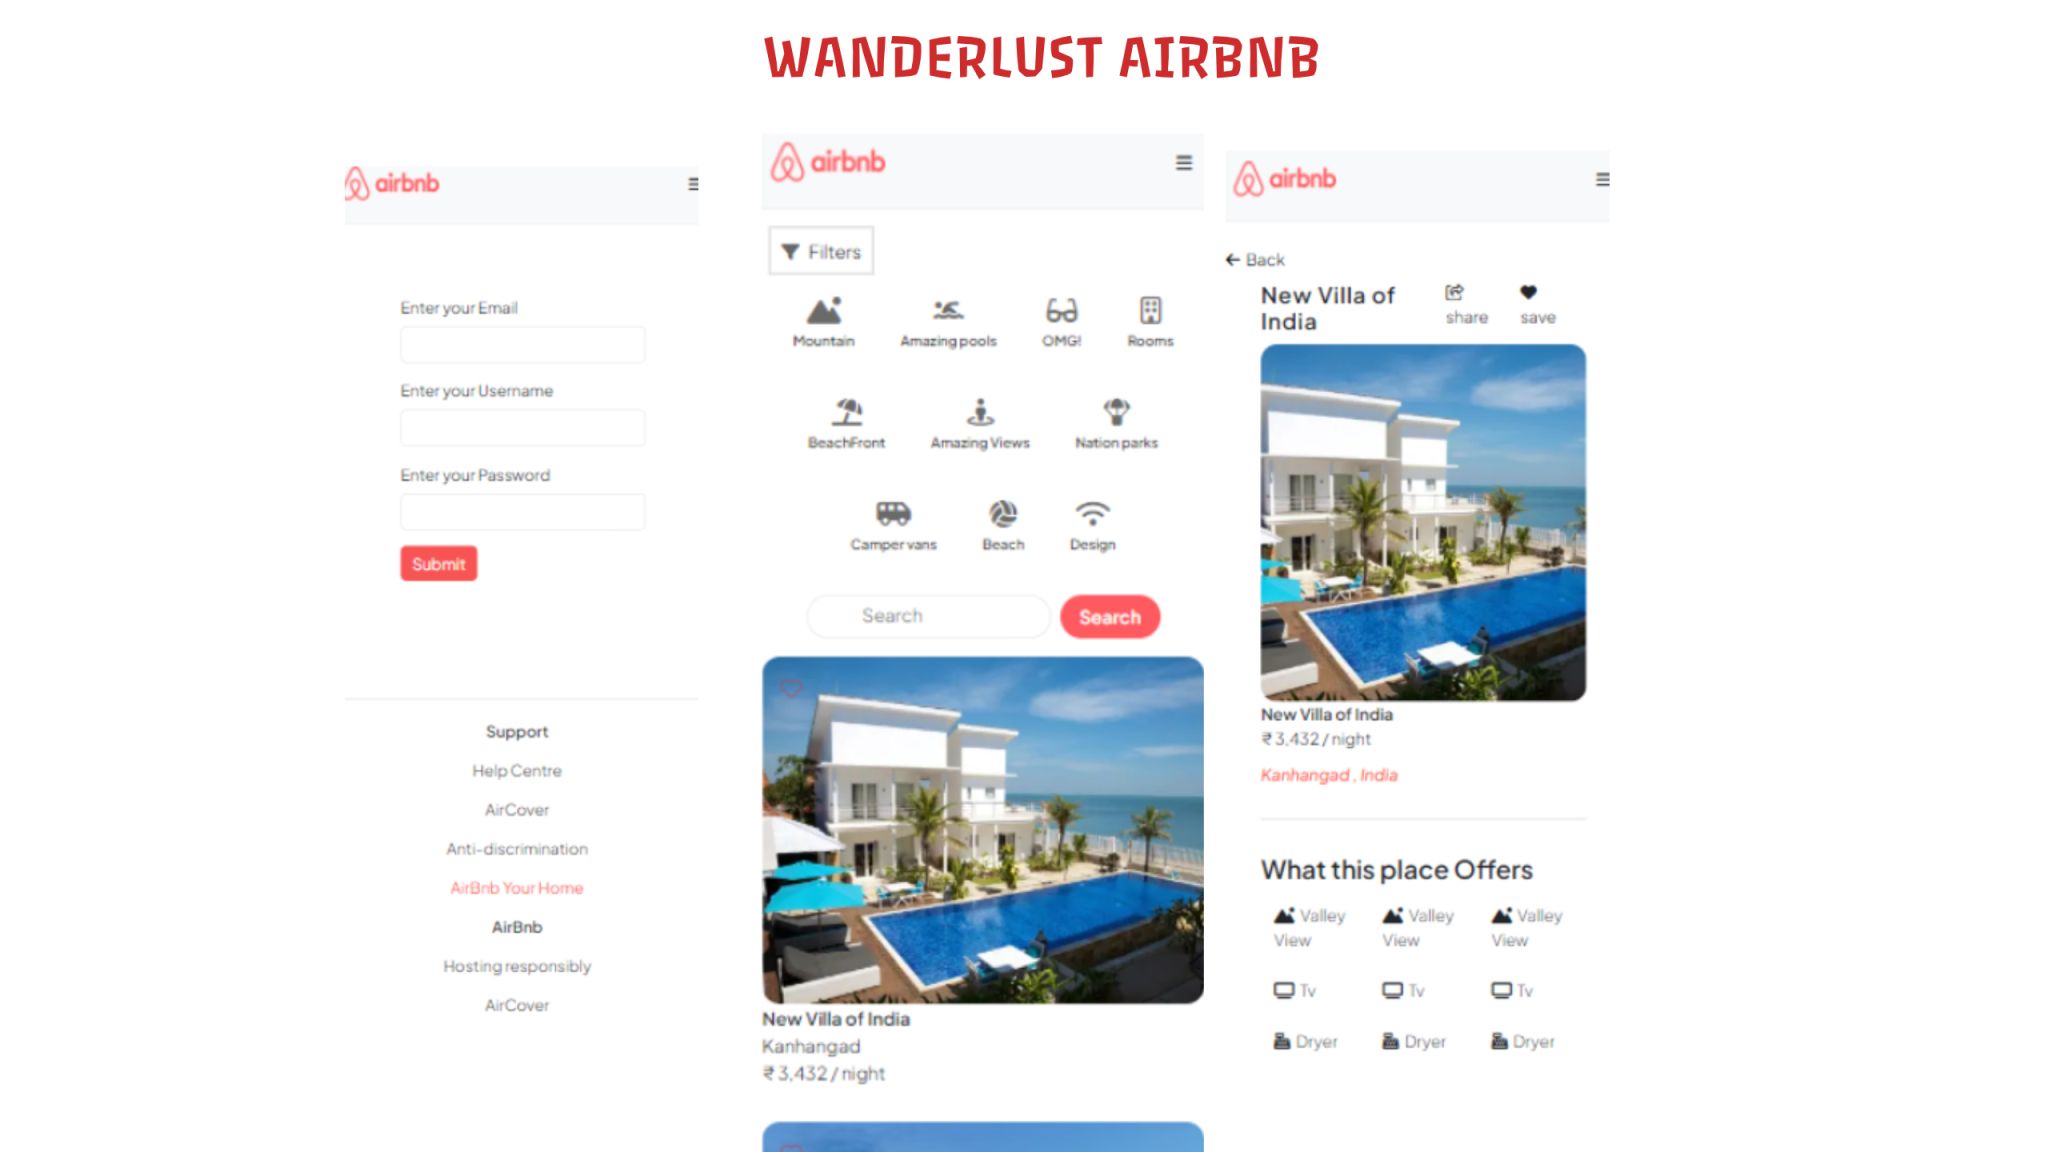 WANDERLUST AIRBNB
airbnb
Enter your Email
Enter your Username
Enter your Password
Submit
Support
Help Centre
AirCover
Anti-discrimination
AirBnb Your Home
AirBnb
Hosting responsibly
AirCover
airbnb
Filters
Mountain
Amazing pools
OMG!
Rooms
BeachFront
Amazing Views
Nation parks
Camper vans
Beach
Design
Search
Search
New Villa of India
Kanhangad
₹ 3,432 / night
airbnb
Back
New Villa of
India
share
save
New Villa of India
₹ 3,432 / night
Kanhangad , India
What this place Offers
Valley
View
Valley
View
Valley
View
Tv
Tv
Tv
Dryer
Dryer
Dryer